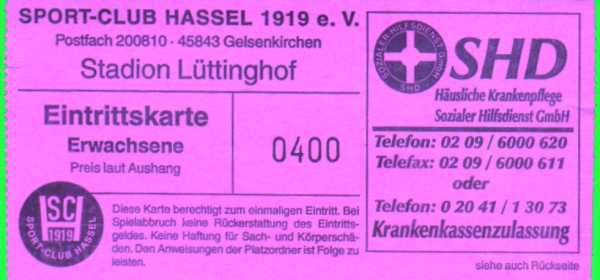 SPORT-CLUB HASSEL 1919 e. V.
Postfach 200810 · 45843 Gelsenkirchen
Stadion Lüttinghof
Eintrittskarte
Erwachsene
Preis laut Aushang
0400
SC
1919
SPORT-CLUB HASSEL
Diese Karte berechtigt zum einmaligen Eintritt. Bei
Spielabbruch keine Rückerstattung des Eintritts-
geldes. Keine Haftung für Sach- und Körperschä-
den. Den Anweisungen der Platzordner ist Folge zu
leisten.
SOZIALER HILFSDIENST GMBH
SHD
SHD
Häusliche Krankenpflege
Sozialer Hilfsdienst GmbH
Telefon: 02 09 / 6000 620
Telefax: 02 09 / 6000 611
oder
Telefon: 0 20 41 / 1 30 73
Krankenkassenzulassung
siehe auch Rückseite